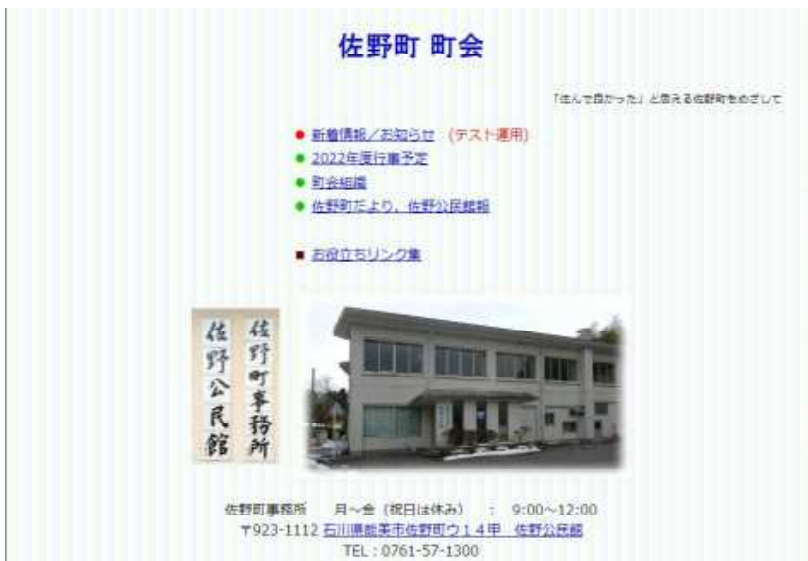 佐野町 町会
「住んで良かった」と思える佐野町をめざして
新着情報／お知らせ (テスト運用)
2022年度行事予定
町会組織
佐野町だより，佐野公民館報
お役立ちリンク集
佐野町事務所
佐野公民館
佐野町事務所 月～金（祝日は休み） ： 9:00～12:00
〒923-1112 石川県能美市佐野町ウ１４甲 佐野公民館
TEL：0761-57-1300